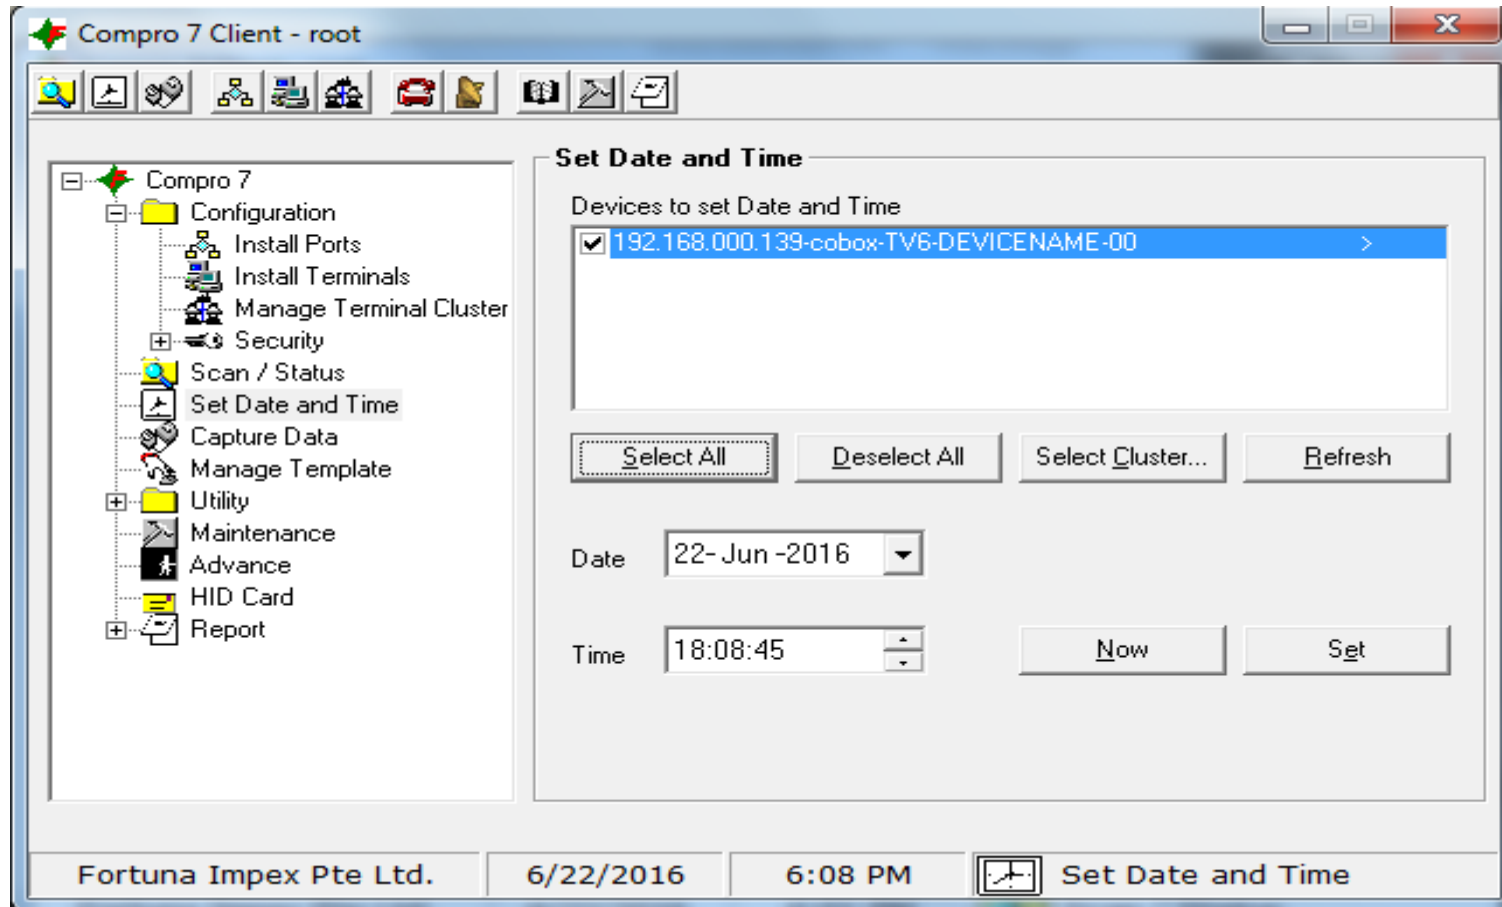 Compro 7 Client - root
Compro 7
Configuration
Install Ports
Install Terminals
Manage Terminal Cluster
Security
Scan / Status
Set Date and Time
Capture Data
Manage Template
Utility
Maintenance
Advance
HID Card
Report
Set Date and Time
Devices to set Date and Time
192.168.000.139-cobox-TV6-DEVICENAME-00 >
Select All Deselect All Select Cluster... Refresh
Date 22- Jun -2016
Time 18:08:45 Now Set
Fortuna Impex Pte Ltd. 6/22/2016 6:08 PM Set Date and Time